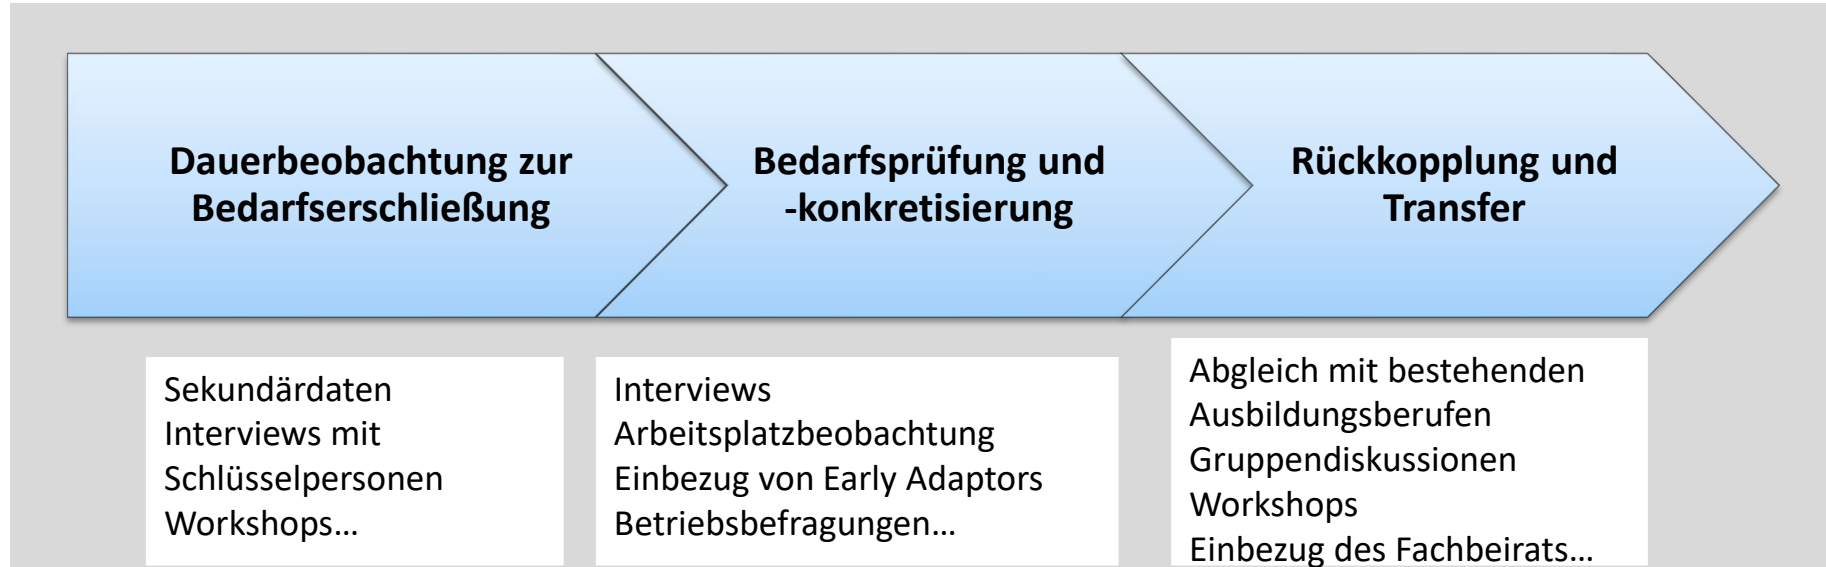 Dauerbeobachtung zur
Bedarfserschließung
Bedarfsprüfung und
-konkretisierung
Rückkopplung und
Transfer
Sekundärdaten
Interviews mit
Schlüsselpersonen
Workshops…
Interviews
Arbeitsplatzbeobachtung
Einbezug von Early Adaptors
Betriebsbefragungen…
Abgleich mit bestehenden
Ausbildungsberufen
Gruppendiskussionen
Workshops
Einbezug des Fachbeirats…